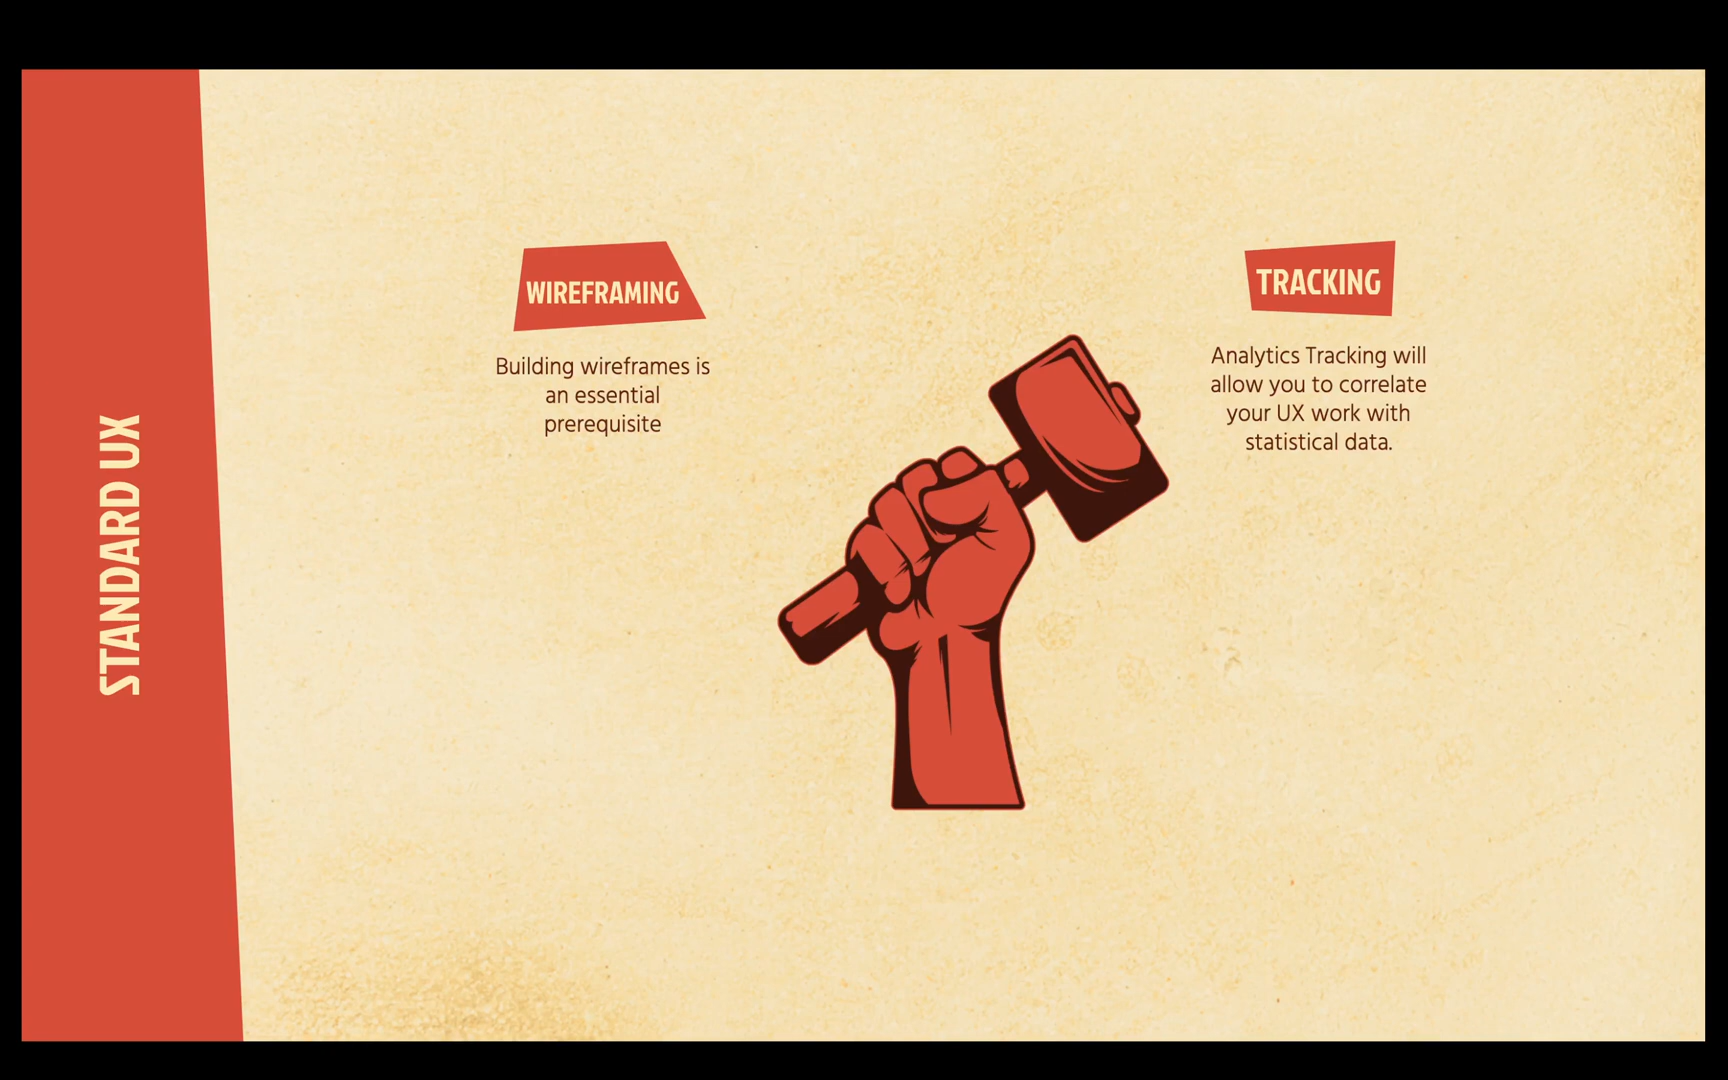 STANDARD UX
WIREFRAMING
Building wireframes is
an essential
prerequisite
TRACKING
Analytics Tracking will
allow you to correlate
your UX work with
statistical data.